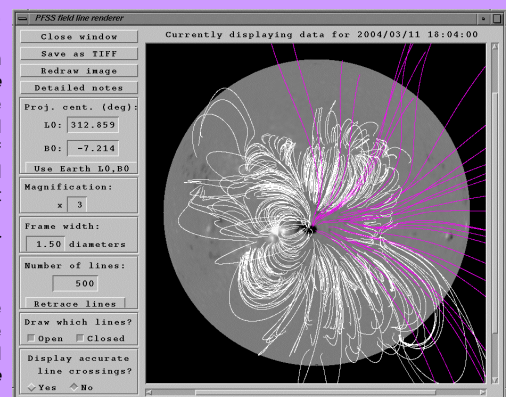 PFSS field line renderer
Close window
Save as TIFF
Redraw image
Detailed notes
Proj. cent. (deg):
L0: 312.859
B0: -7.214
Use Earth L0,B0
Magnification:
x 3
Frame width:
1.50 diameters
Number of lines:
500
Retrace lines
Draw which lines?
Open Closed
Display accurate
line crossings?
Yes No
Currently displaying data for 2004/03/11 18:04:00